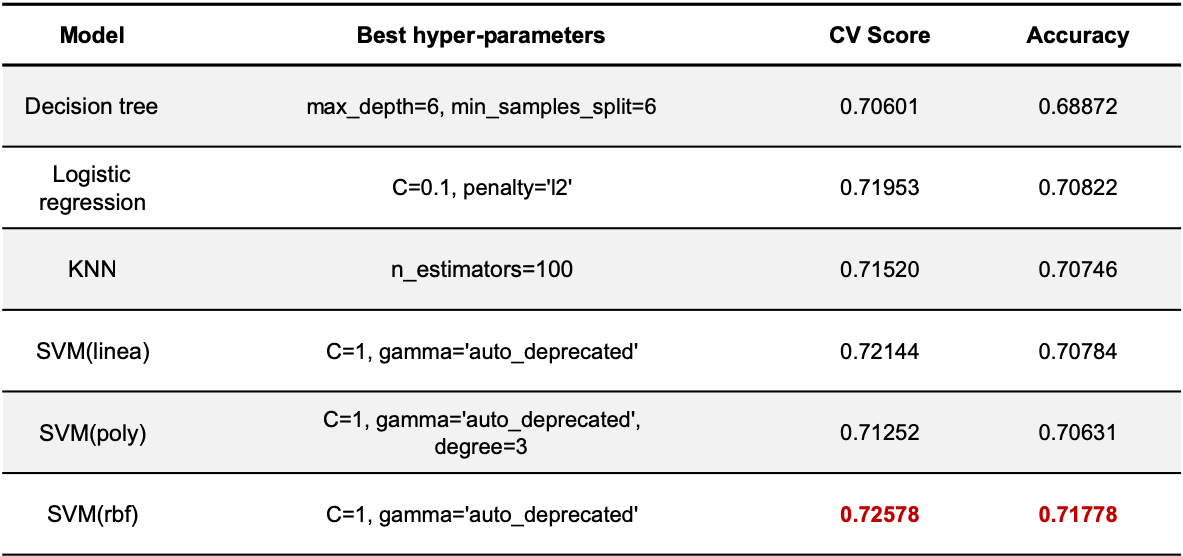 Model Best hyper-parameters CV Score Accuracy
Decision tree max_depth=6, min_samples_split=6 0.70601 0.68872
Logistic
regression C=0.1, penalty='l2' 0.71953 0.70822
KNN n_estimators=100 0.71520 0.70746
SVM(linea) C=1, gamma='auto_deprecated' 0.72144 0.70784
SVM(poly) C=1, gamma='auto_deprecated',
degree=3 0.71252 0.70631
SVM(rbf) C=1, gamma='auto_deprecated' 0.72578 0.71778